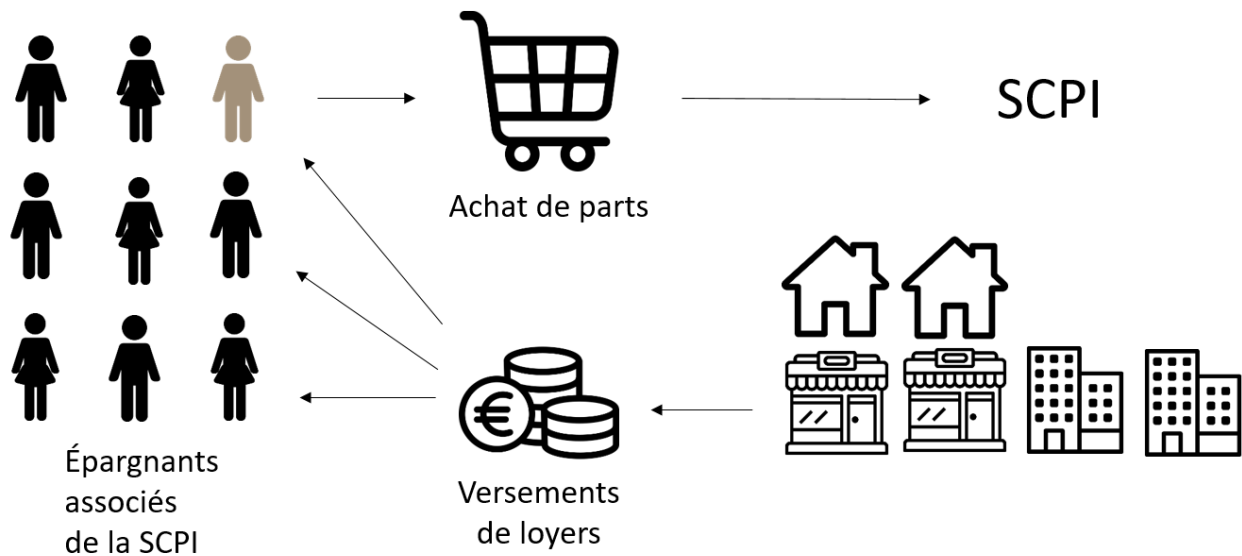 SCPI
Achat de parts
Épargnants
associés
de la SCPI
Versements
de loyers